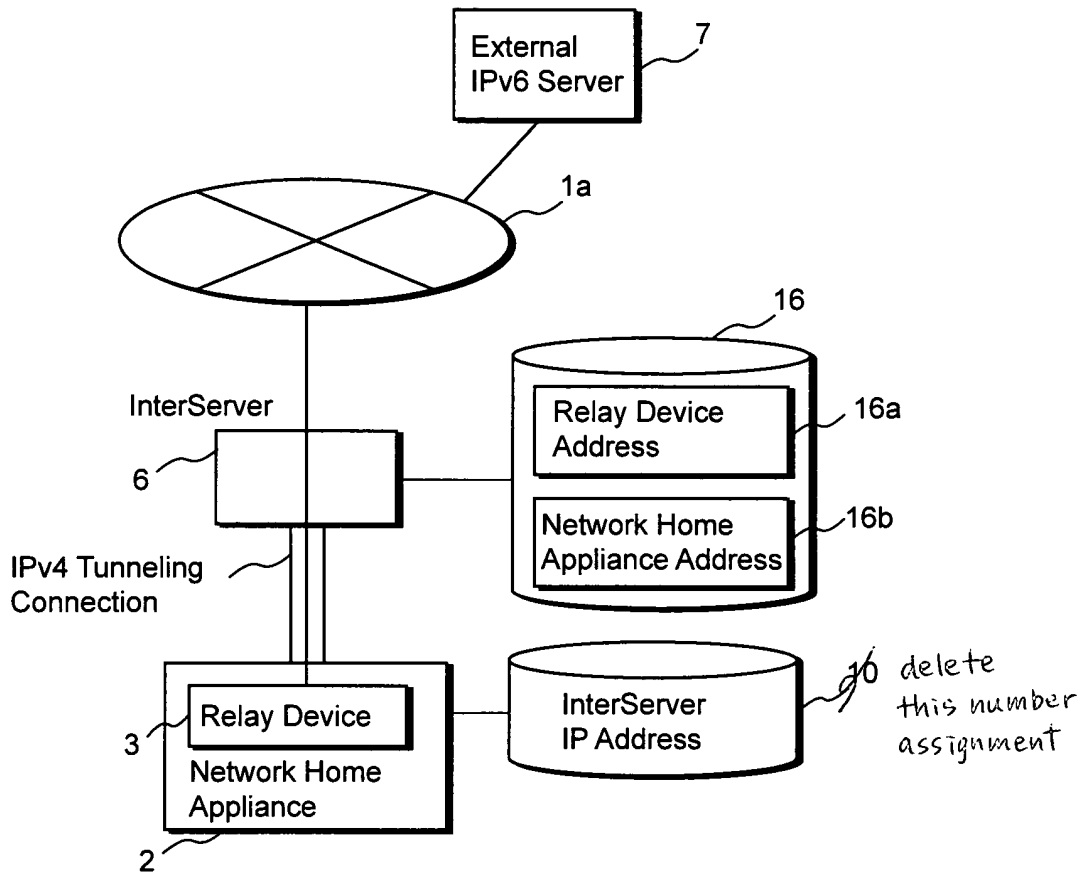 External
IPv6 Server
7
1a
16
InterServer
Relay Device
Address
16a
6
Network Home
Appliance Address
16b
IPv4 Tunneling
Connection
InterServer
IP Address
10 delete
this number
assignment
Relay Device
3
Network Home
Appliance
2